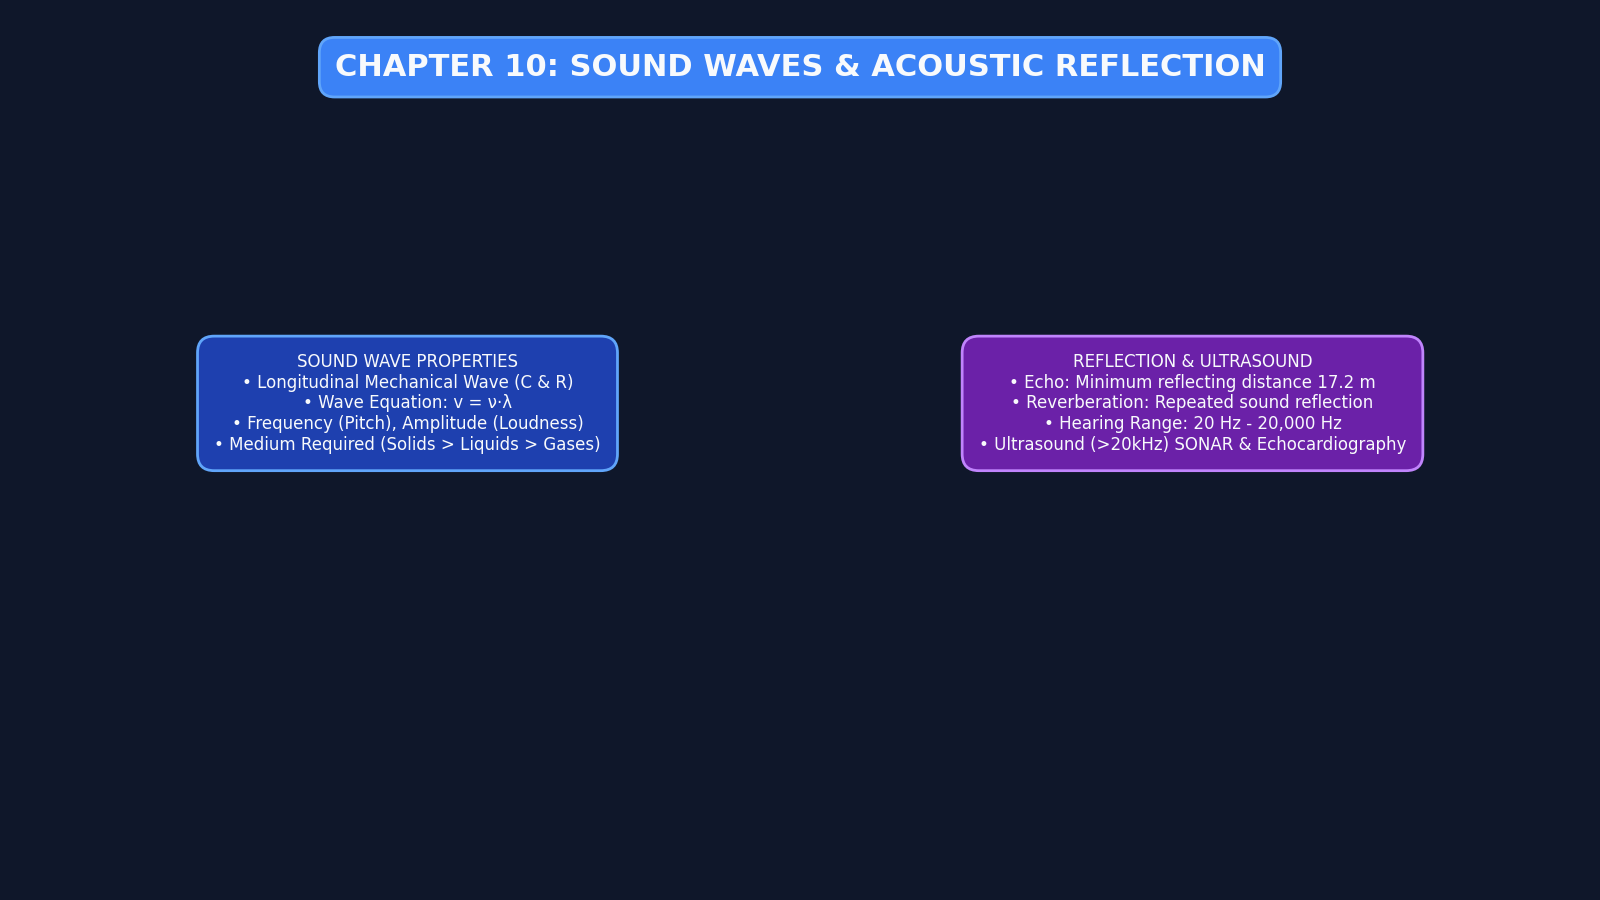 CHAPTER 10: SOUND WAVES & ACOUSTIC REFLECTION
SOUND WAVE PROPERTIES
• Longitudinal Mechanical Wave (C & R)
• Wave Equation: v = ν·λ
• Frequency (Pitch), Amplitude (Loudness)
• Medium Required (Solids > Liquids > Gases)
REFLECTION & ULTRASOUND
• Echo: Minimum reflecting distance 17.2 m
• Reverberation: Repeated sound reflection
• Hearing Range: 20 Hz - 20,000 Hz
• Ultrasound (>20kHz) SONAR & Echocardiography